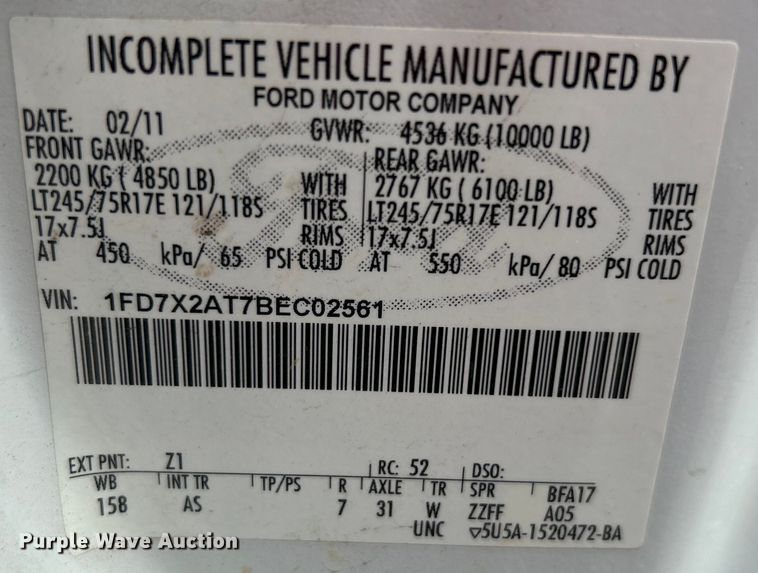 INCOMPLETE VEHICLE MANUFACTURED BY
FORD MOTOR COMPANY
DATE: 02/11 GVWR: 4536 KG (10000 LB)
FRONT GAWR: REAR GAWR:
2200 KG ( 4850 LB) WITH 2767 KG ( 6100 LB) WITH
LT245/75R17E 121/118S TIRES LT245/75R17E 121/118S TIRES
17x7.5J RIMS 17x7.5J RIMS
AT 450 kPa/ 65 PSI COLD AT 550 kPa/ 80 PSI COLD
VIN: 1FD7X2AT7BEC02561
EXT PNT: Z1 RC: 52 DSO:
WB INT TR TP/PS R AXLE TR SPR BFA17
158 AS 7 31 W ZZFF A05
UNC ▽5U5A-1520472-BA
Purple Wave Auction